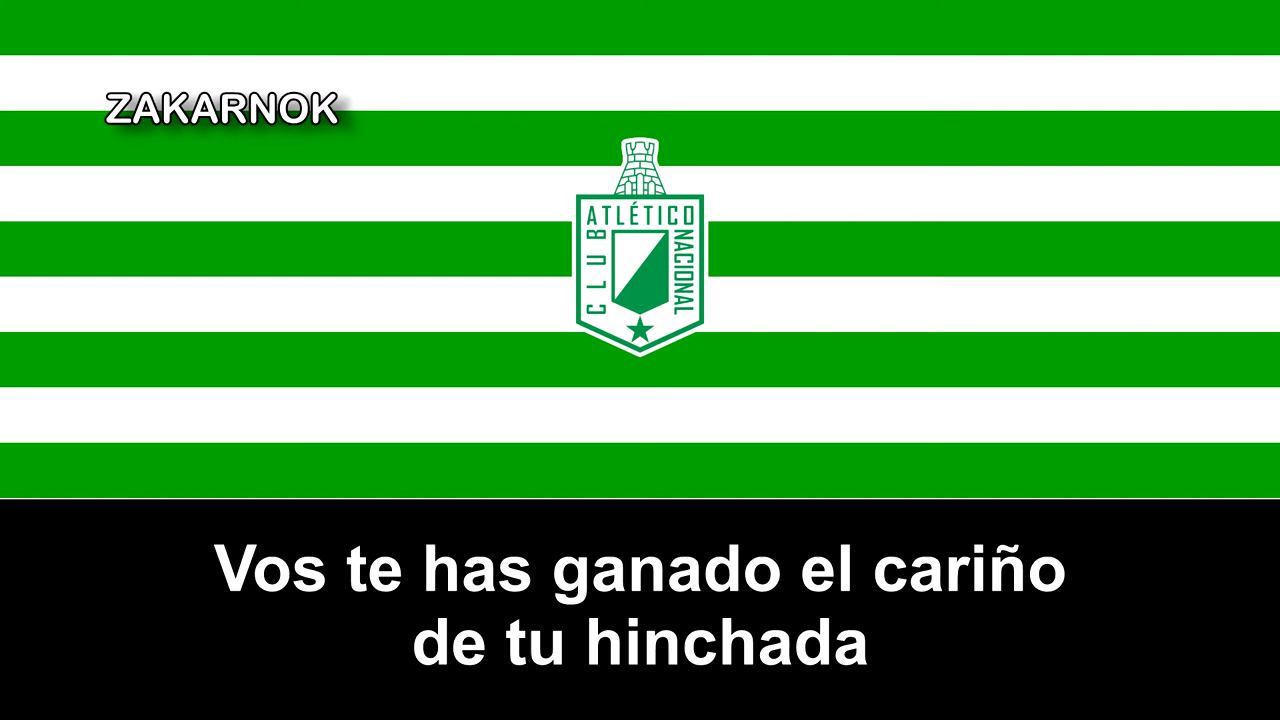 ZAKARNOK
ATLÉTICO
CLUB
NACIONAL
Vos te has ganado el cariño
de tu hinchada